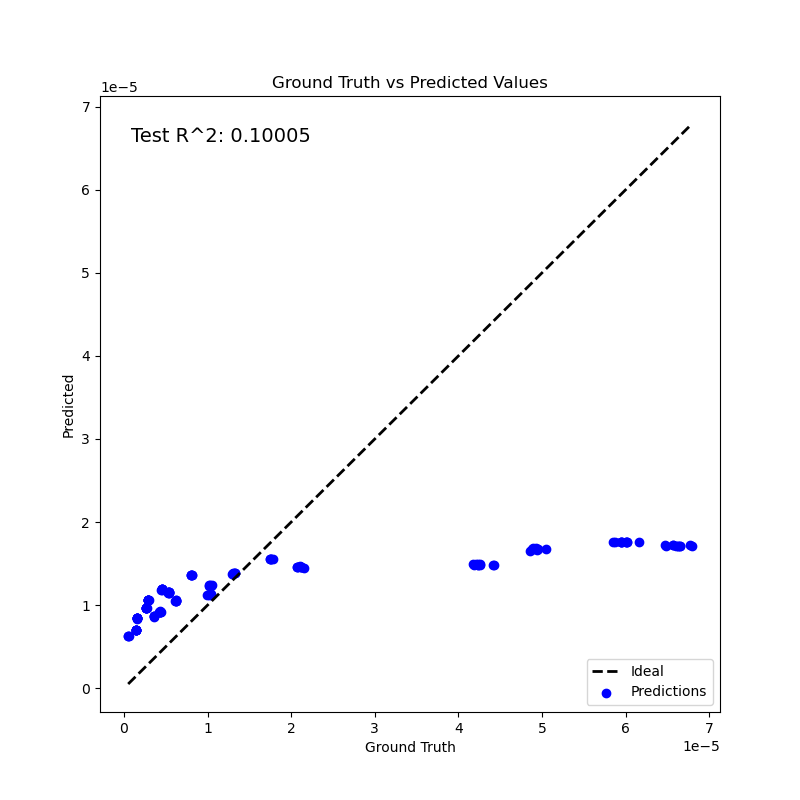 Ground Truth vs Predicted Values
1e−5
Test R^2: 0.10005
7
6
5
4
3
2
1
0
Predicted
0 1 2 3 4 5 6 7
1e−5
Ground Truth
Ideal
Predictions